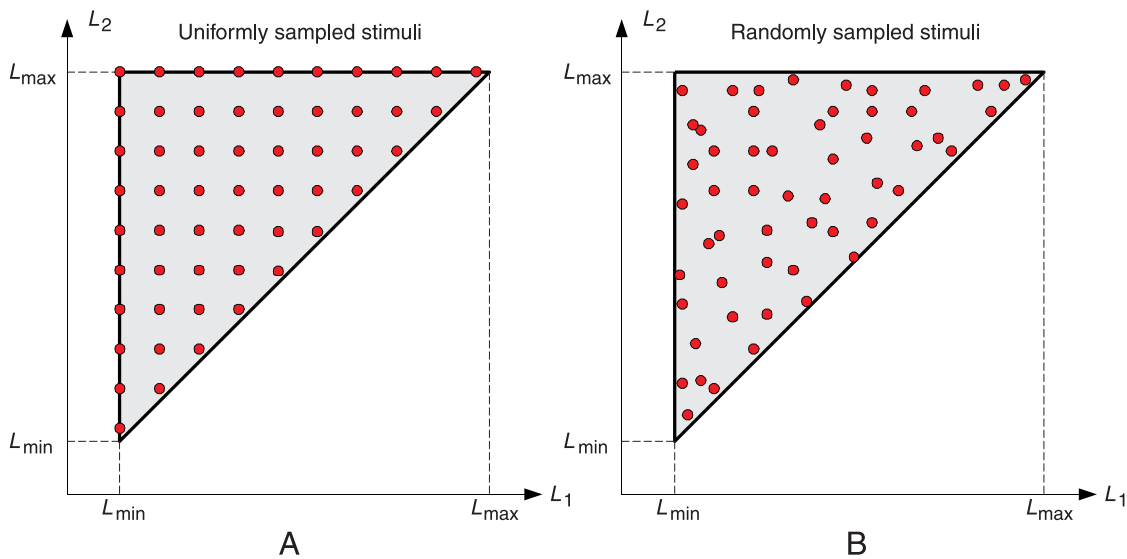 L2
Uniformly sampled stimuli
Lmax
Lmin
Lmin
Lmax
L1
A
L2
Randomly sampled stimuli
Lmax
Lmin
Lmin
Lmax
L1
B